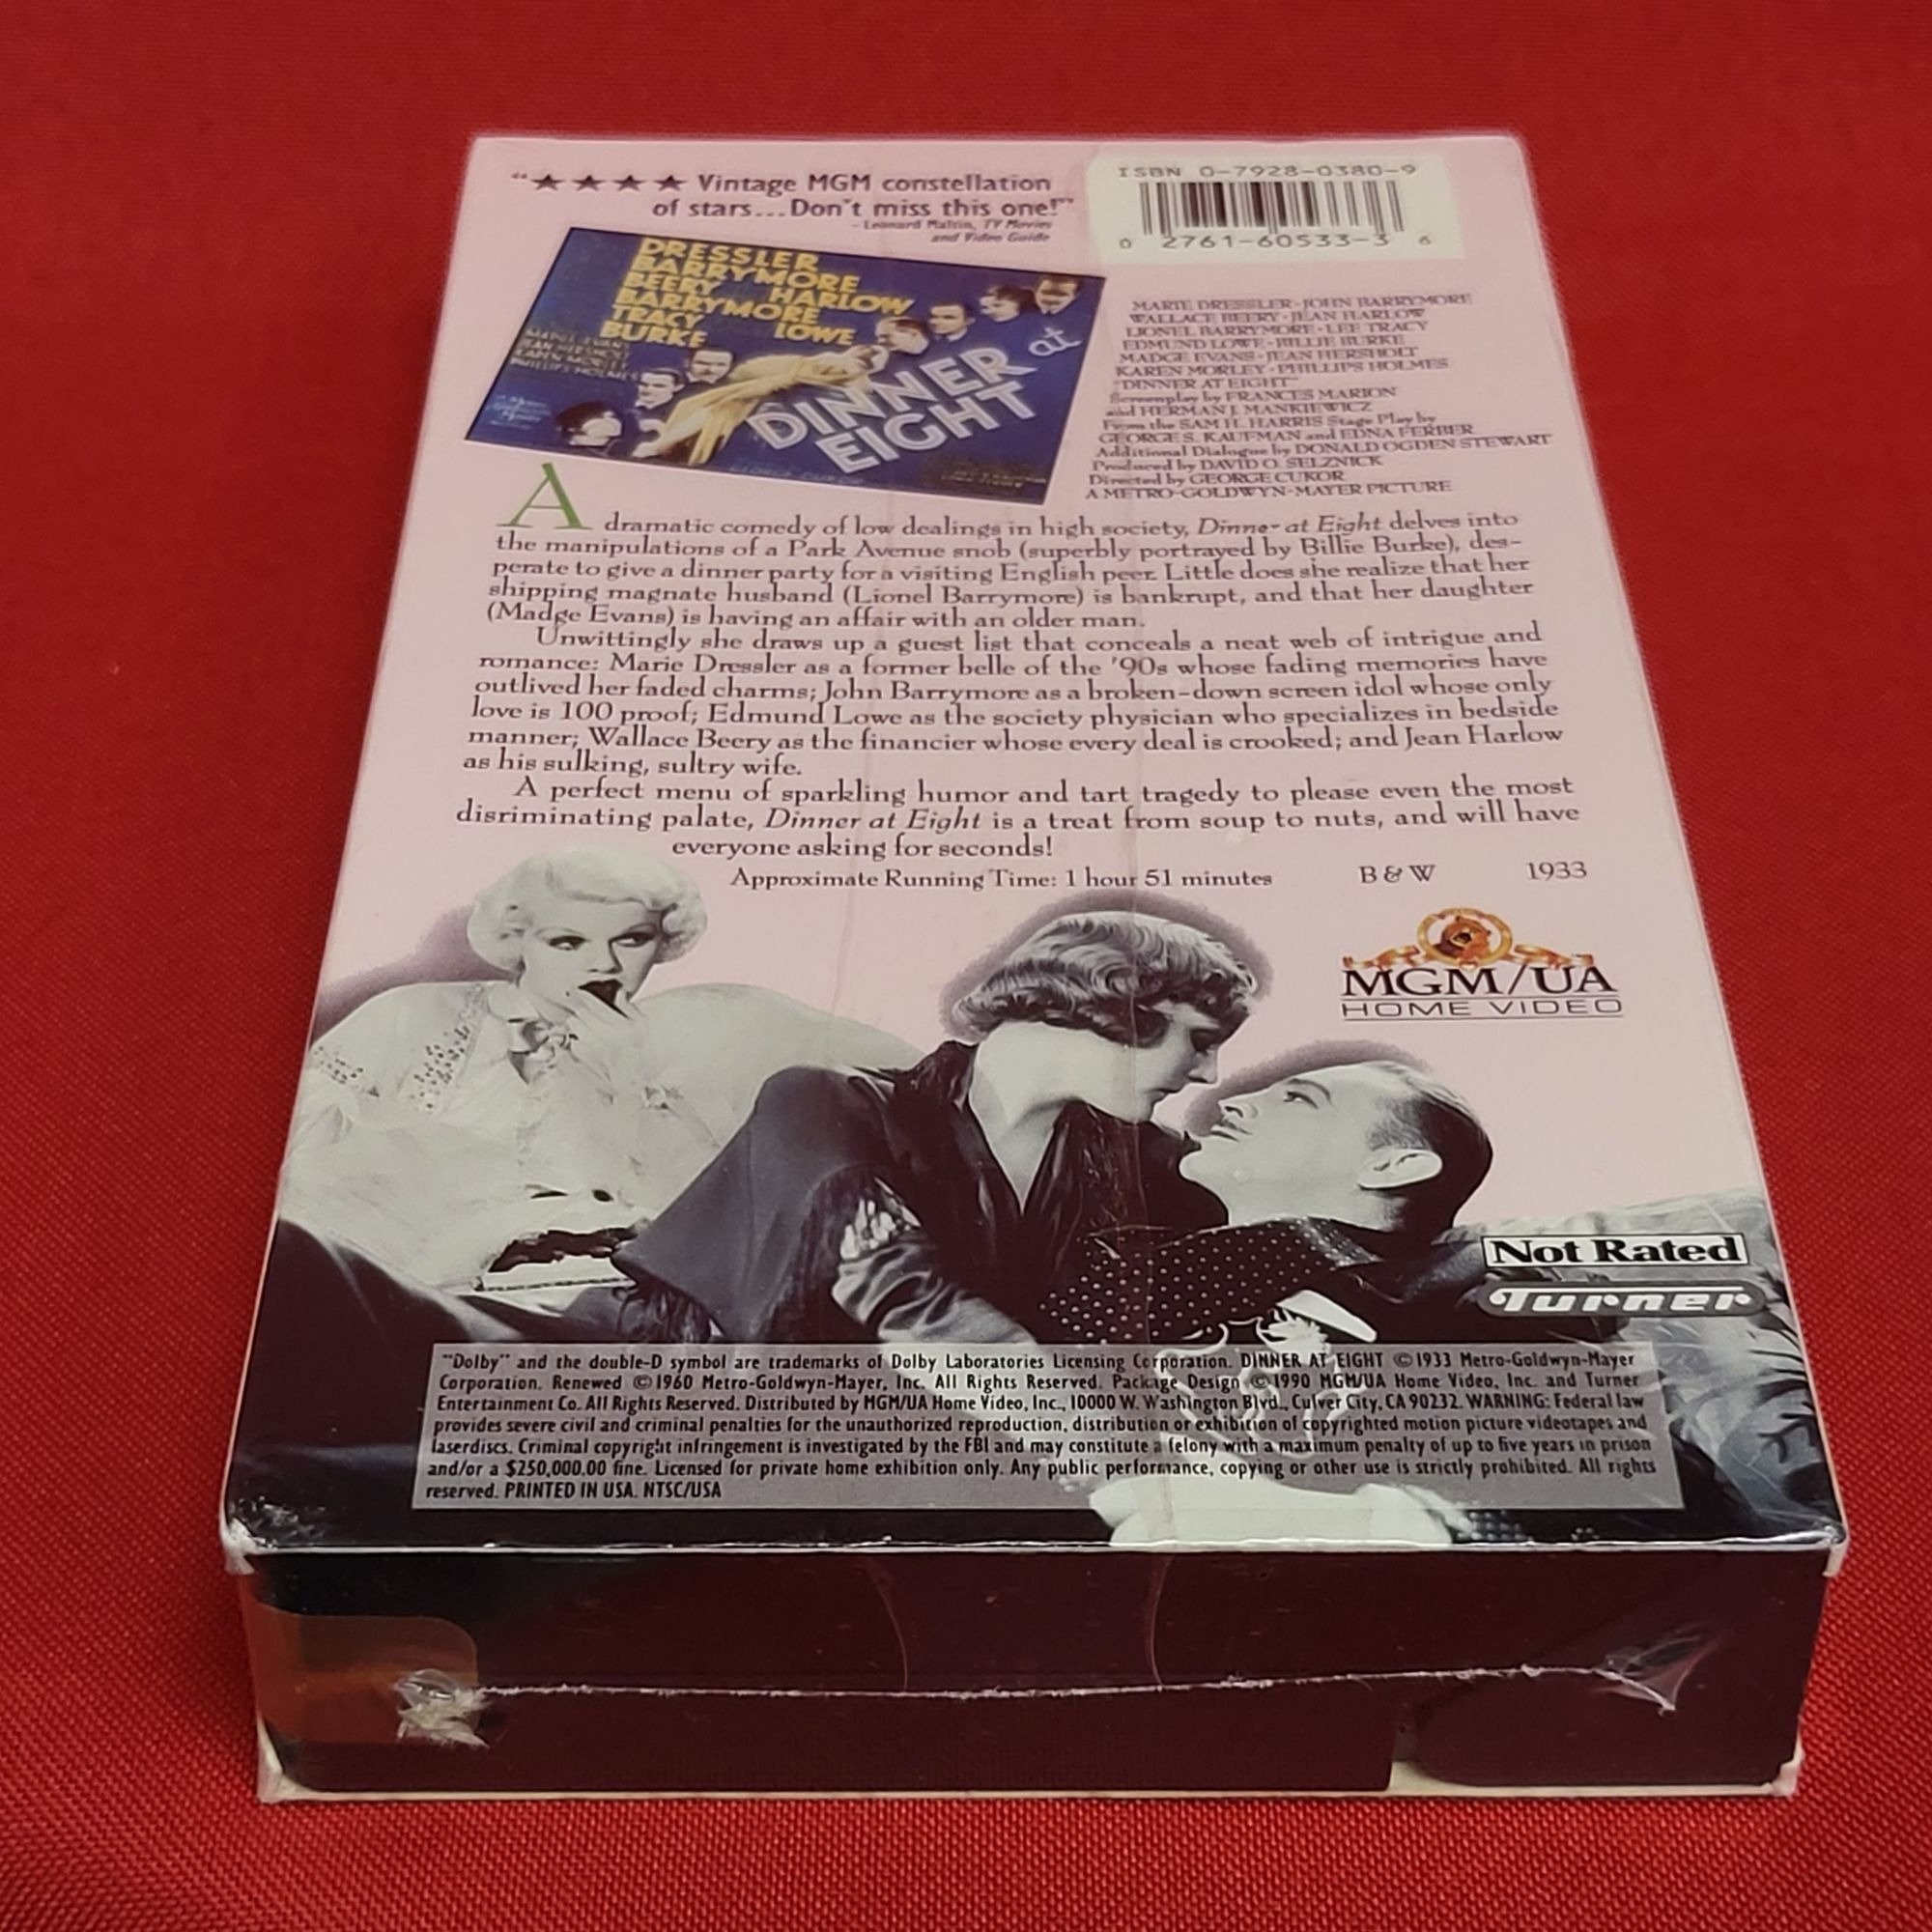 "★★★★ Vintage MGM constellation
of stars...Don't miss this one!"
– Leonard Maltin, TV Movies
and Video Guide
ISBN 0-7928-0380-9
0 2761-60533-3 6
DRESSLER
BARRYMORE
BEERY HARLOW
BARRYMORE
TRACY LOWE
BURKE
MADGE EVANS
JEAN HERSHOLT
KAREN MORLEY
PHILLIPS HOLMES
DINNER at
EIGHT
MARIE DRESSLER · JOHN BARRYMORE
WALLACE BEERY · JEAN HARLOW
LIONEL BARRYMORE · LEE TRACY
EDMUND LOWE · BILLIE BURKE
MADGE EVANS · JEAN HERSHOLT
KAREN MORLEY · PHILLIPS HOLMES
"DINNER AT EIGHT"
Screenplay by FRANCES MARION
and HERMAN J. MANKIEWICZ
From the SAM H. HARRIS Stage Play by
GEORGE S. KAUFMAN and EDNA FERBER
Additional Dialogue by DONALD OGDEN STEWART
Produced by DAVID O. SELZNICK
Directed by GEORGE CUKOR
A METRO-GOLDWYN-MAYER PICTURE
A dramatic comedy of low dealings in high society, Dinner at Eight delves into
the manipulations of a Park Avenue snob (superbly portrayed by Billie Burke), des-
perate to give a dinner party for a visiting English peer. Little does she realize that her
shipping magnate husband (Lionel Barrymore) is bankrupt, and that her daughter
(Madge Evans) is having an affair with an older man.
Unwittingly she draws up a guest list that conceals a neat web of intrigue and
romance: Marie Dressler as a former belle of the '90s whose fading memories have
outlived her faded charms; John Barrymore as a broken-down screen idol whose only
love is 100 proof; Edmund Lowe as the society physician who specializes in bedside
manner; Wallace Beery as the financier whose every deal is crooked; and Jean Harlow
as his sulking, sultry wife.
A perfect menu of sparkling humor and tart tragedy to please even the most
disriminating palate, Dinner at Eight is a treat from soup to nuts, and will have
everyone asking for seconds!
Approximate Running Time: 1 hour 51 minutes B & W 1933
MGM/UA
HOME VIDEO
Not Rated
Turner
"Dolby" and the double-D symbol are trademarks of Dolby Laboratories Licensing Corporation. DINNER AT EIGHT ©1933 Metro-Goldwyn-Mayer
Corporation. Renewed ©1960 Metro-Goldwyn-Mayer, Inc. All Rights Reserved. Package Design ©1990 MGM/UA Home Video, Inc. and Turner
Entertainment Co. All Rights Reserved. Distributed by MGM/UA Home Video, Inc., 10000 W. Washington Blvd., Culver City, CA 90232. WARNING: Federal law
provides severe civil and criminal penalties for the unauthorized reproduction, distribution or exhibition of copyrighted motion picture videotapes and
laserdiscs. Criminal copyright infringement is investigated by the FBI and may constitute a felony with a maximum penalty of up to five years in prison
and/or a $250,000.00 fine. Licensed for private home exhibition only. Any public performance, copying or other use is strictly prohibited. All rights
reserved. PRINTED IN USA. NTSC/USA